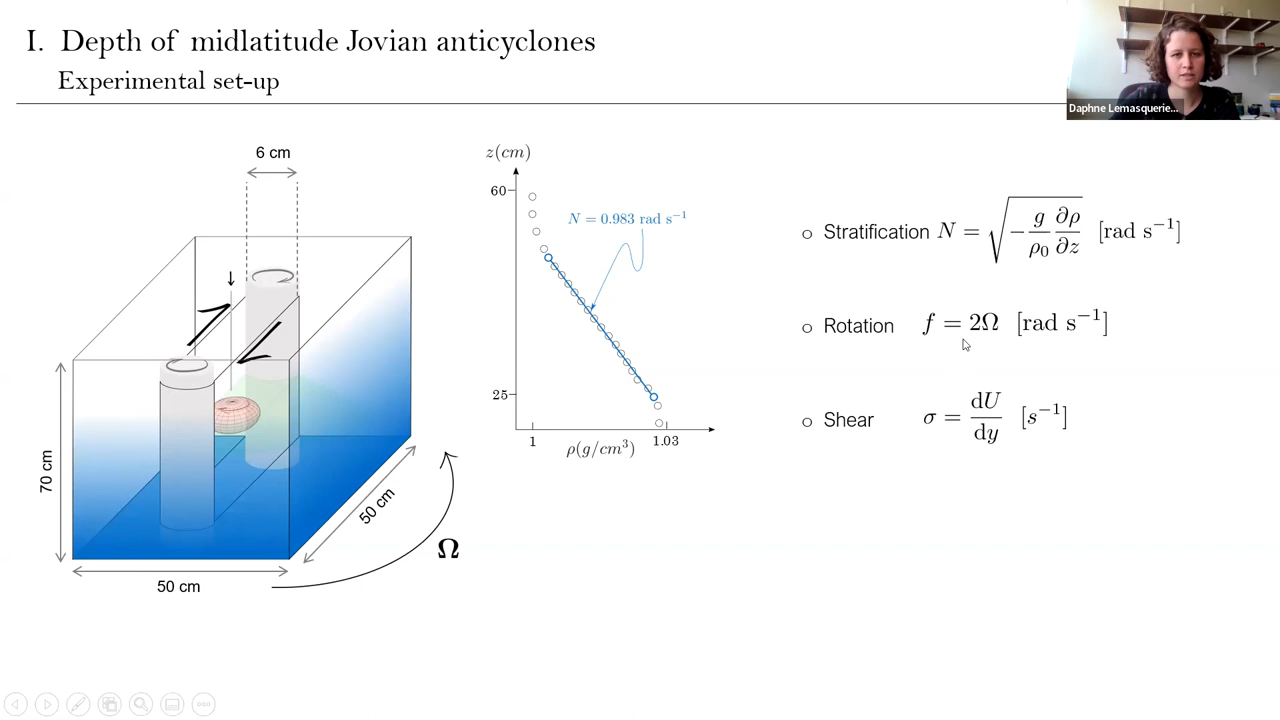 I. Depth of midlatitude Jovian anticyclones
Experimental set-up
Daphne Lemasquerie...
6 cm
70 cm
50 cm
50 cm
Ω
z(cm)
60
25
N = 0.983 rad s⁻¹
1
1.03
ρ(g/cm³)
○ Stratification N = √(−(g/ρ₀)(∂ρ/∂z)) [rad s⁻¹]
○ Rotation f = 2Ω [rad s⁻¹]
○ Shear σ = dU/dy [s⁻¹]